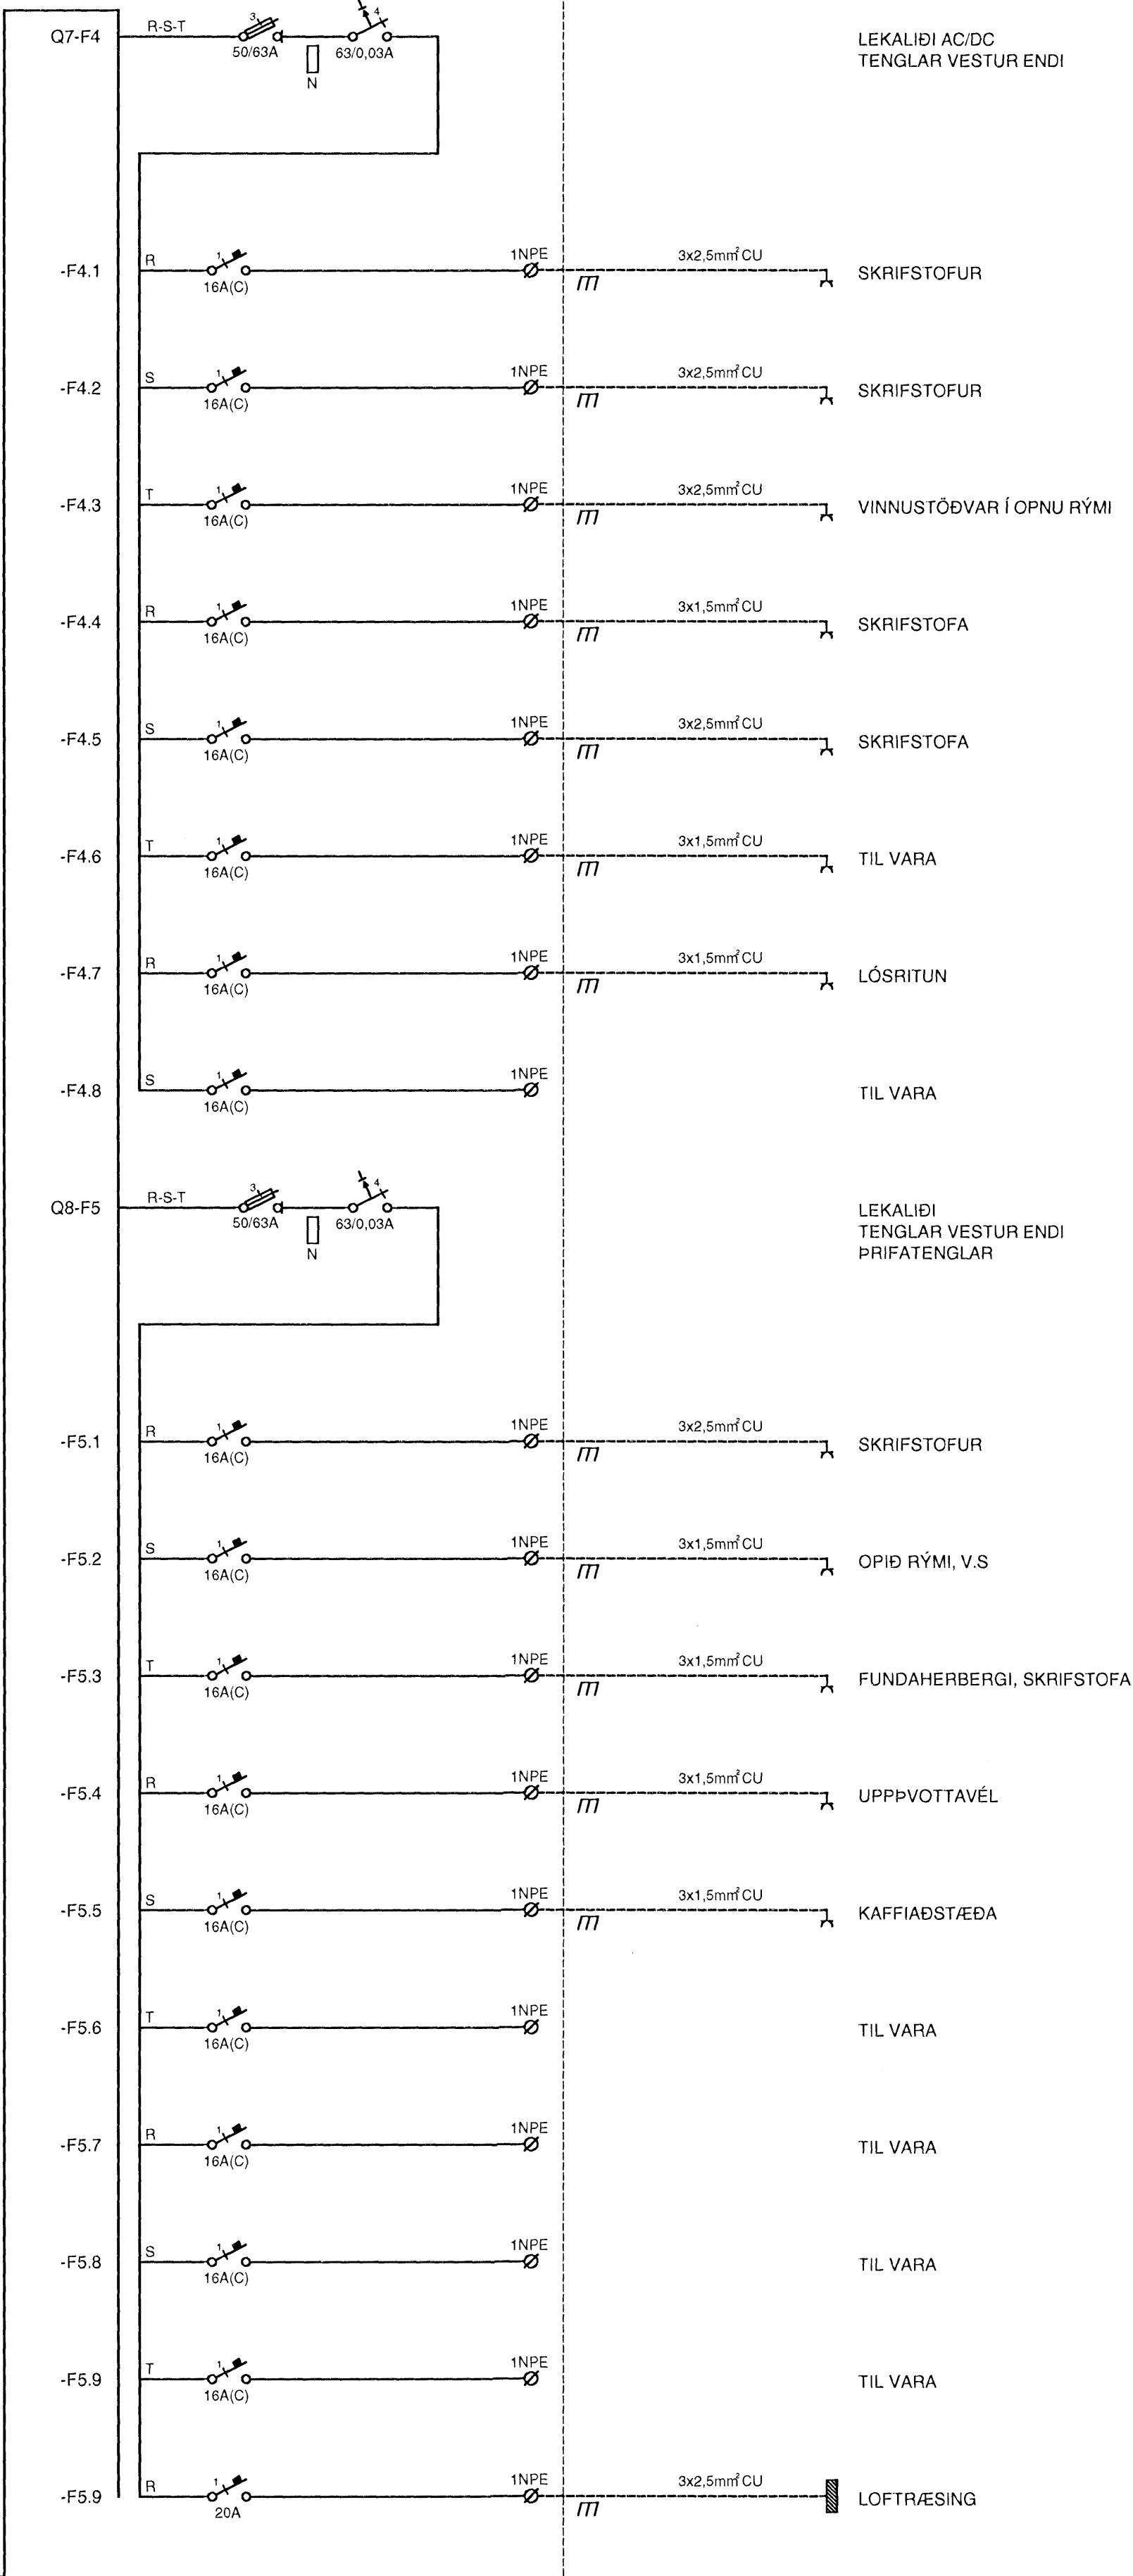 Q7-F4 R-S-T 3 50/63A N 4 63/0,03A LEKALIÐI AC/DC
TENGLAR VESTUR ENDI
-F4.1 R 1 16A(C) 1NPE 3x2,5mm² CU SKRIFSTOFUR
-F4.2 S 1 16A(C) 1NPE 3x2,5mm² CU SKRIFSTOFUR
-F4.3 T 1 16A(C) 1NPE 3x2,5mm² CU VINNUSTÖÐVAR Í OPNU RÝMI
-F4.4 R 1 16A(C) 1NPE 3x1,5mm² CU SKRIFSTOFA
-F4.5 S 1 16A(C) 1NPE 3x2,5mm² CU SKRIFSTOFA
-F4.6 T 1 16A(C) 1NPE 3x1,5mm² CU TIL VARA
-F4.7 R 1 16A(C) 1NPE 3x1,5mm² CU LÓSRITUN
-F4.8 S 1 16A(C) 1NPE TIL VARA
Q8-F5 R-S-T 3 50/63A N 4 63/0,03A LEKALIÐI
TENGLAR VESTUR ENDI
ÞRIFATENGLAR
-F5.1 R 1 16A(C) 1NPE 3x2,5mm² CU SKRIFSTOFUR
-F5.2 S 1 16A(C) 1NPE 3x1,5mm² CU OPIÐ RÝMI, V.S
-F5.3 T 1 16A(C) 1NPE 3x1,5mm² CU FUNDAHERBERGI, SKRIFSTOFA
-F5.4 R 1 16A(C) 1NPE 3x1,5mm² CU UPPÞVOTTAVÉL
-F5.5 S 1 16A(C) 1NPE 3x1,5mm² CU KAFFIAÐSTÆÐA
-F5.6 T 1 16A(C) 1NPE TIL VARA
-F5.7 R 1 16A(C) 1NPE TIL VARA
-F5.8 S 1 16A(C) 1NPE TIL VARA
-F5.9 T 1 16A(C) 1NPE TIL VARA
-F5.9 R 1 20A 1NPE 3x2,5mm² CU LOFTRÆSING